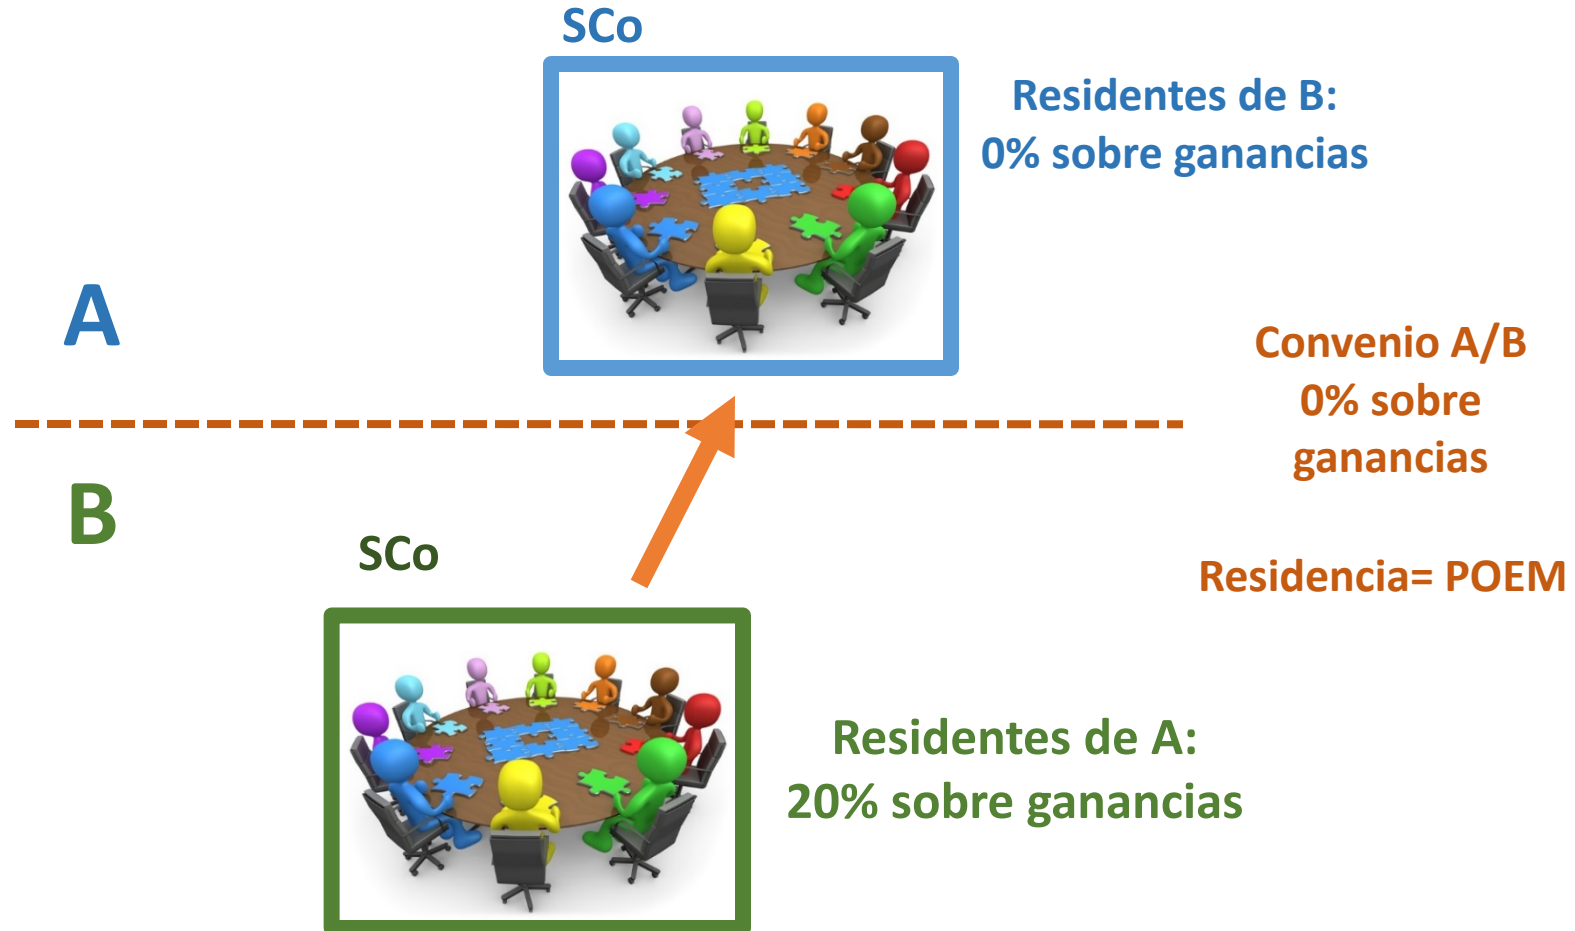 SCo
Residentes de B:
0% sobre ganancias
A
Convenio A/B
0% sobre
ganancias
B
SCo
Residencia= POEM
Residentes de A:
20% sobre ganancias